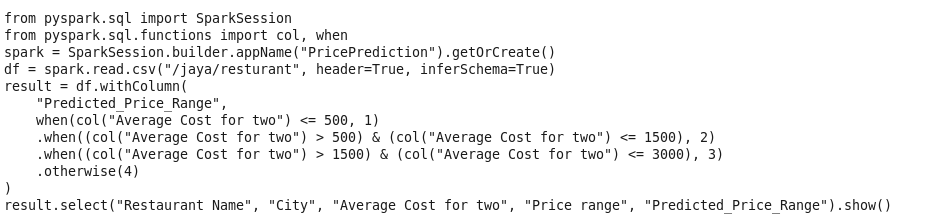 from pyspark.sql import SparkSession
from pyspark.sql.functions import col, when
spark = SparkSession.builder.appName("PricePrediction").getOrCreate()
df = spark.read.csv("/jaya/resturant", header=True, inferSchema=True)
result = df.withColumn(
    "Predicted_Price_Range",
    when(col("Average Cost for two") <= 500, 1)
    .when((col("Average Cost for two") > 500) & (col("Average Cost for two") <= 1500), 2)
    .when((col("Average Cost for two") > 1500) & (col("Average Cost for two") <= 3000), 3)
    .otherwise(4)
)
result.select("Restaurant Name", "City", "Average Cost for two", "Price range", "Predicted_Price_Range").show()